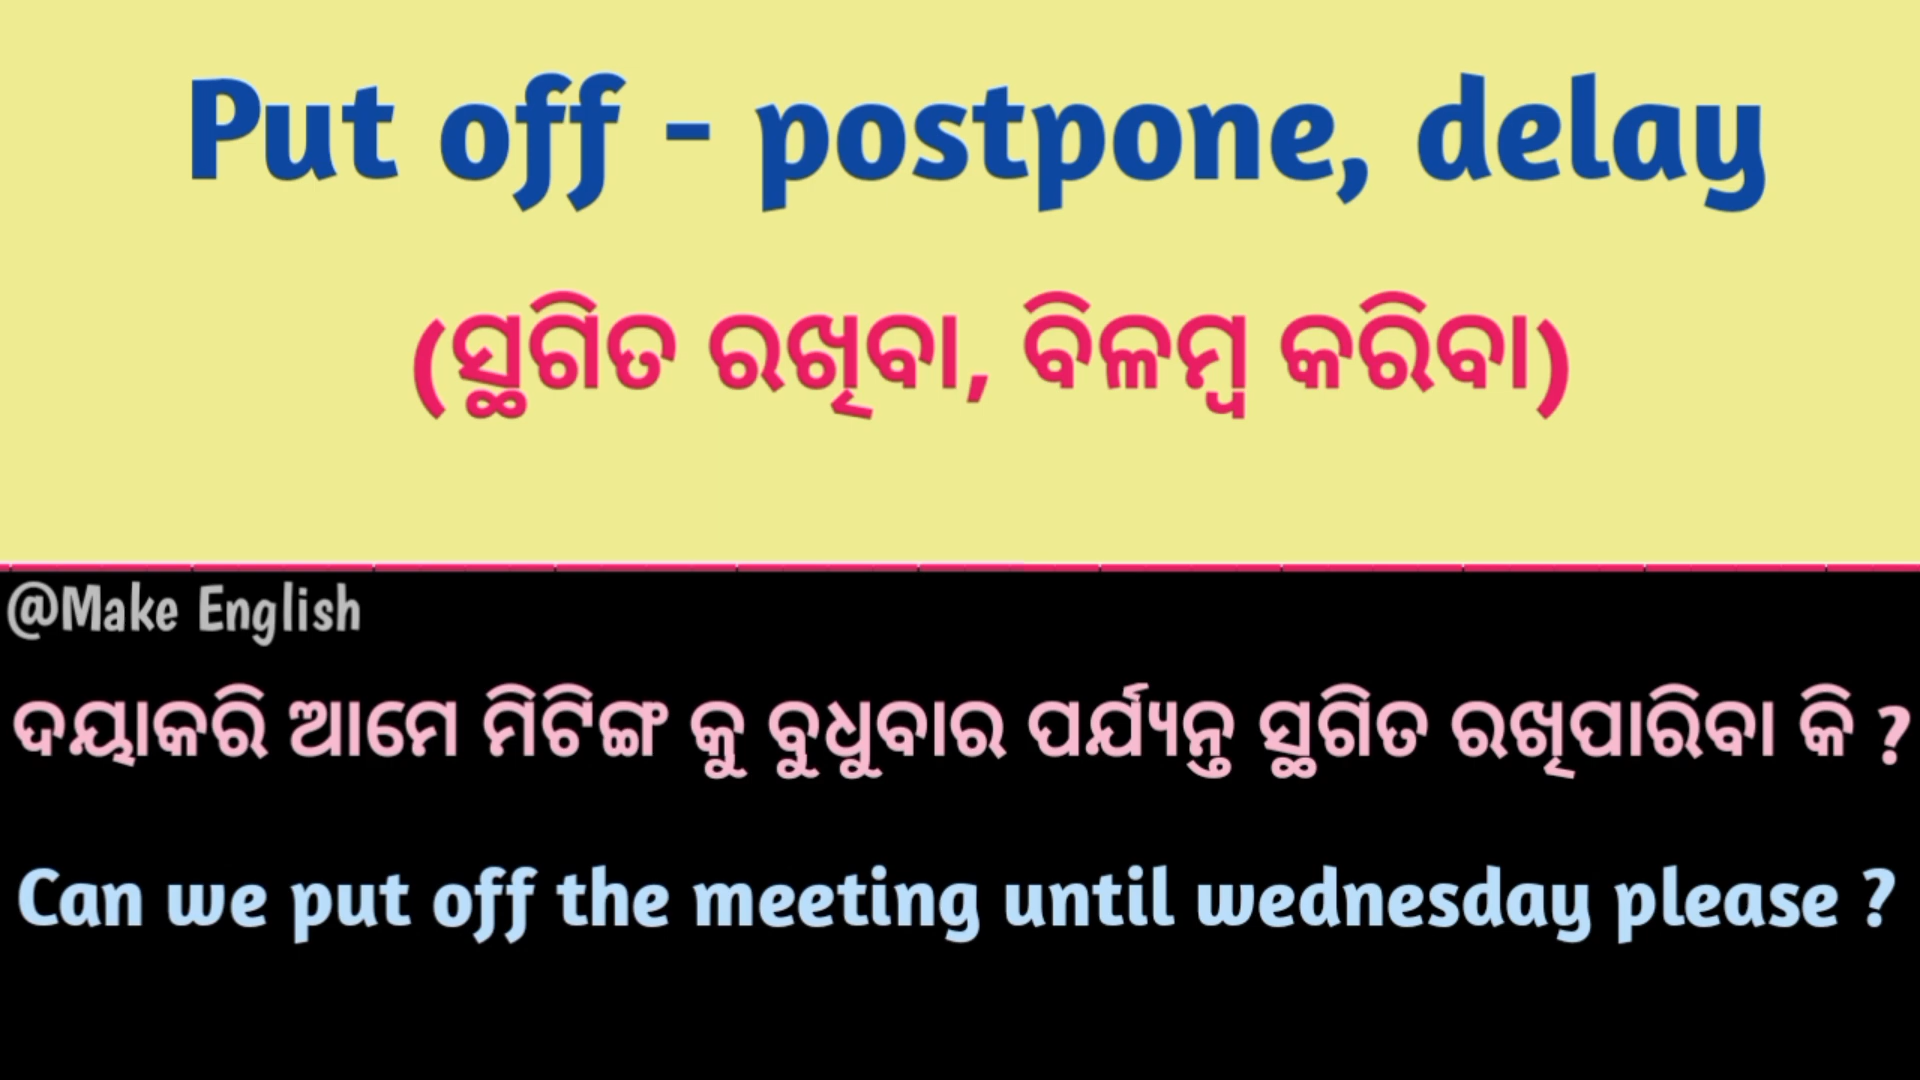 Put off - postpone, delay
(ସ୍ଥଗିତ ରଖିବା, ବିଳମ୍ବ କରିବା)
@Make English
ଦୟାକରି ଆମେ ମିଟିଙ୍ଗ କୁ ବୁଧୁବାର ପର୍ଯ୍ୟନ୍ତ ସ୍ଥଗିତ ରଖିପାରିବା କି ?
Can we put off the meeting until wednesday please ?